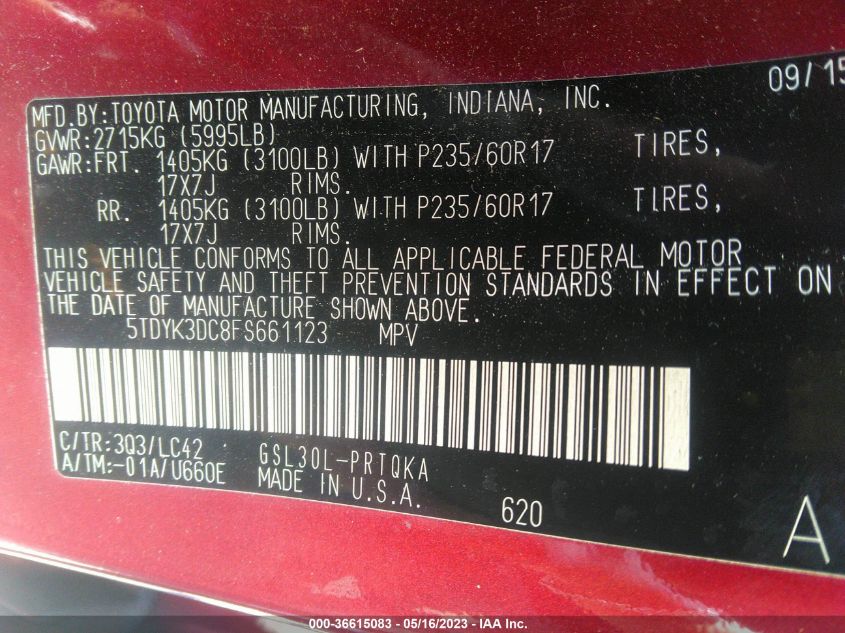 09/15
MFD.BY:TOYOTA MOTOR MANUFACTURING, INDIANA, INC.
GVWR:2715KG (5995LB)
GAWR:FRT. 1405KG (3100LB) WITH P235/60R17 TIRES,
17X7J RIMS.
RR. 1405KG (3100LB) WITH P235/60R17 TIRES,
17X7J RIMS.
THIS VEHICLE CONFORMS TO ALL APPLICABLE FEDERAL MOTOR
VEHICLE SAFETY AND THEFT PREVENTION STANDARDS IN EFFECT ON
THE DATE OF MANUFACTURE SHOWN ABOVE.
5TDYK3DC8FS661123 MPV
C/TR:3Q3/LC42 GSL30L-PRTQKA
A/TM:-01A/U660E MADE IN U.S.A.
620
A
000-36615083 - 05/16/2023 - IAA Inc.